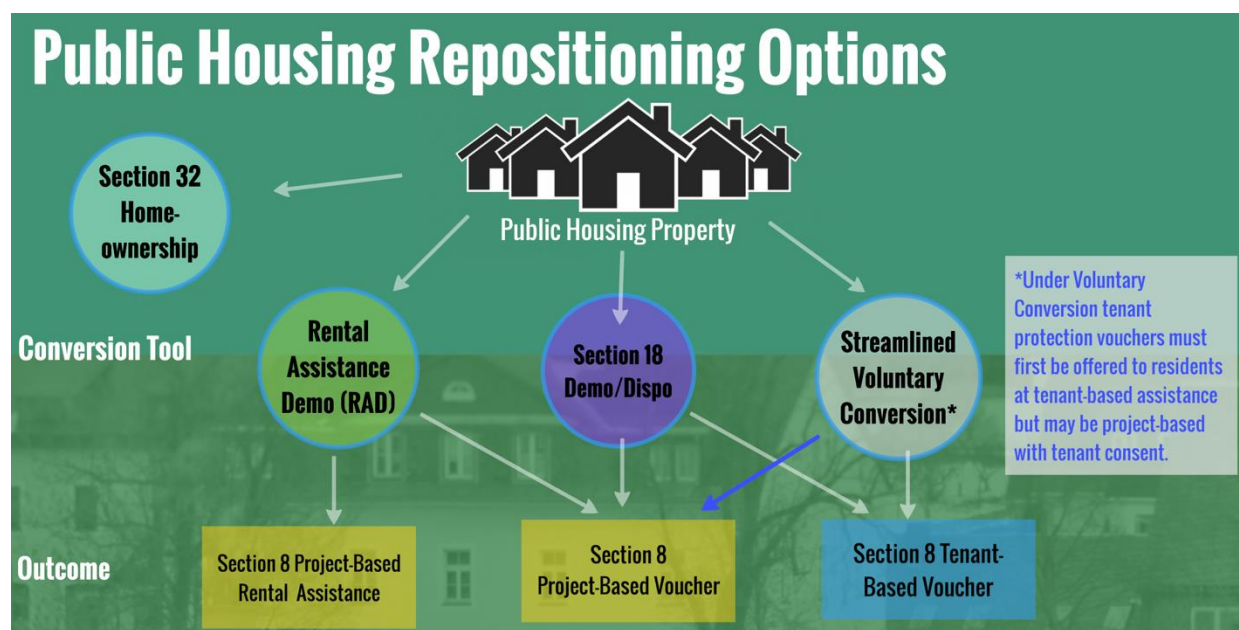 Public Housing Repositioning Options
Section 32
Home-
ownership
Public Housing Property
Conversion Tool
Rental
Assistance
Demo (RAD)
Section 18
Demo/Dispo
Streamlined
Voluntary
Conversion*
*Under Voluntary
Conversion tenant
protection vouchers must
first be offered to residents
at tenant-based assistance
but may be project-based
with tenant consent.
Outcome
Section 8 Project-Based
Rental Assistance
Section 8
Project-Based Voucher
Section 8 Tenant-
Based Voucher